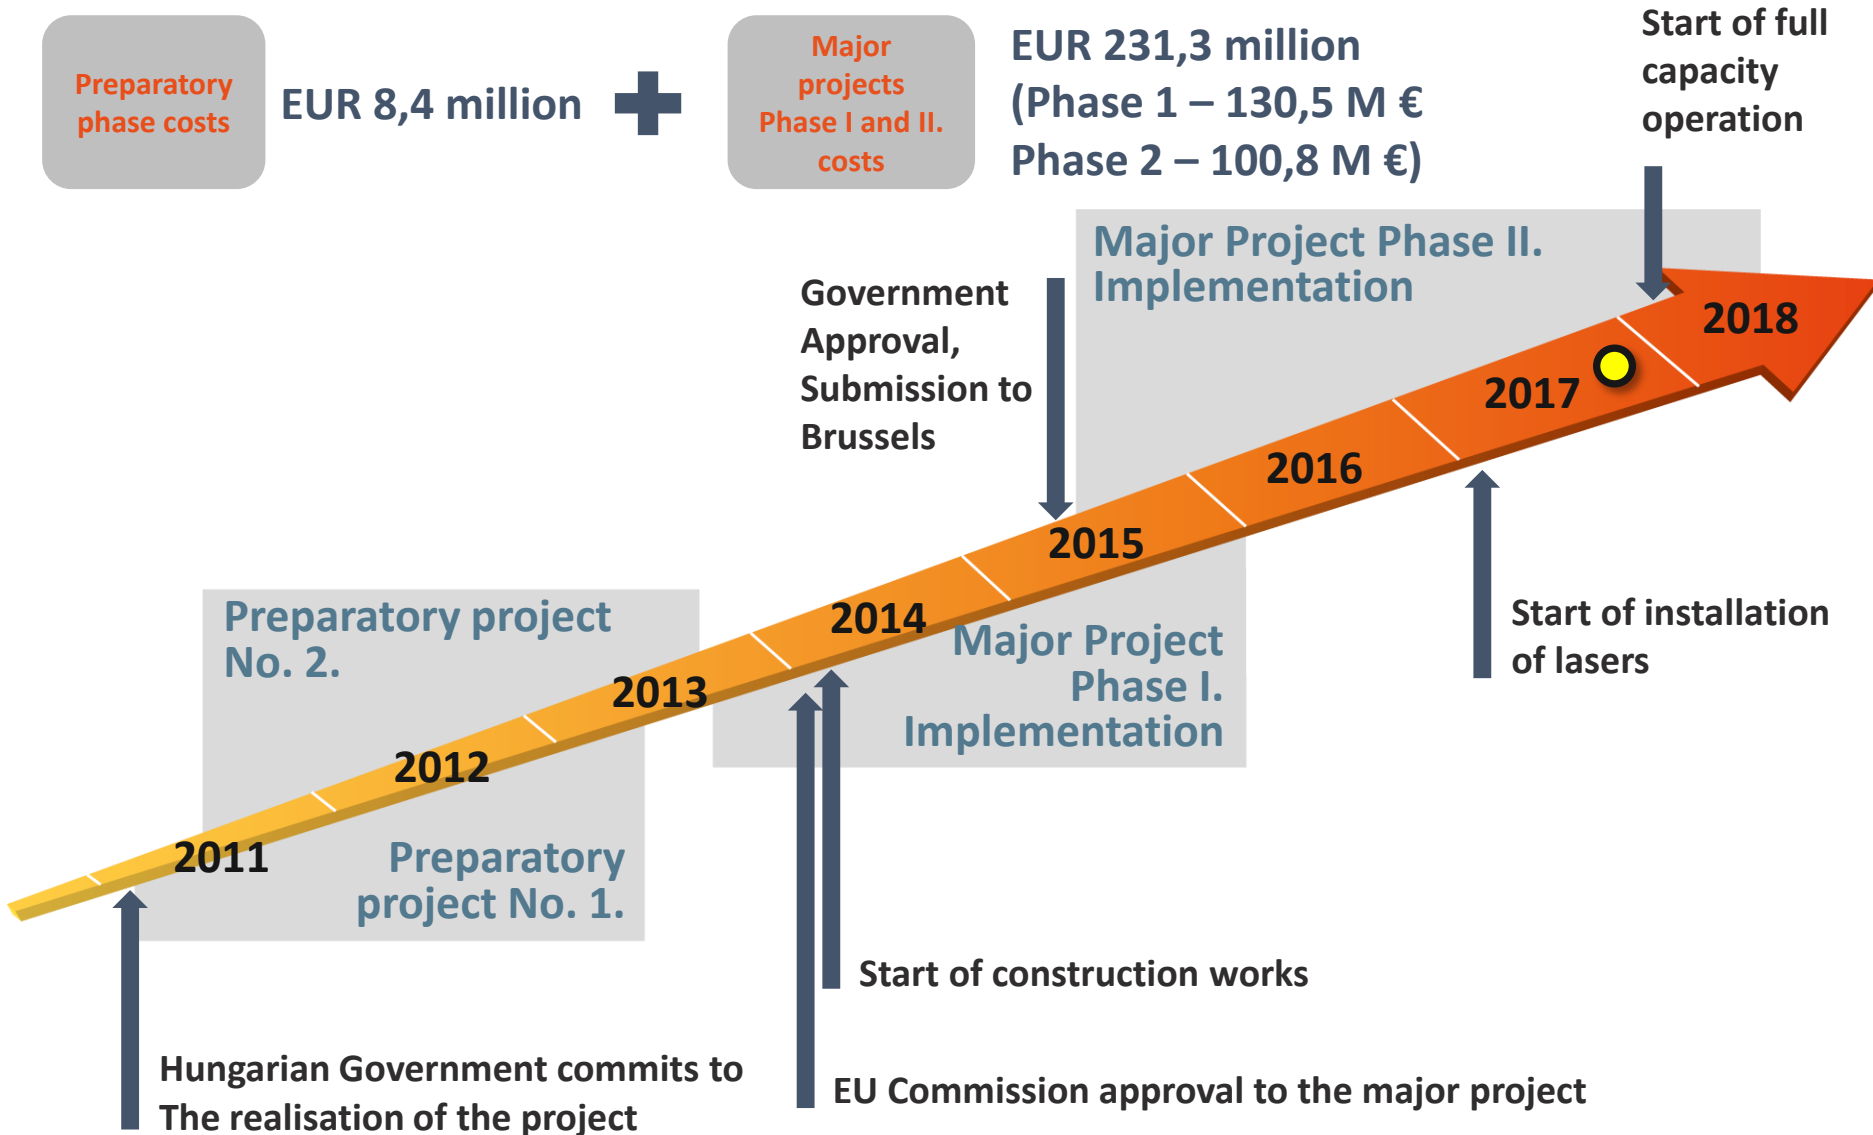 Preparatory
phase costs
EUR 8,4 million
Major
projects
Phase I and II.
costs
EUR 231,3 million
(Phase 1 – 130,5 M €
Phase 2 – 100,8 M €)
Start of full
capacity
operation
Major Project Phase II.
Implementation
Government
Approval,
Submission to
Brussels
2018
2017
2016
2015
2014
2013
2012
2011
Start of installation
of lasers
Preparatory project
No. 2.
Major Project
Phase I.
Implementation
Preparatory
project No. 1.
Start of construction works
Hungarian Government commits to
The realisation of the project
EU Commission approval to the major project